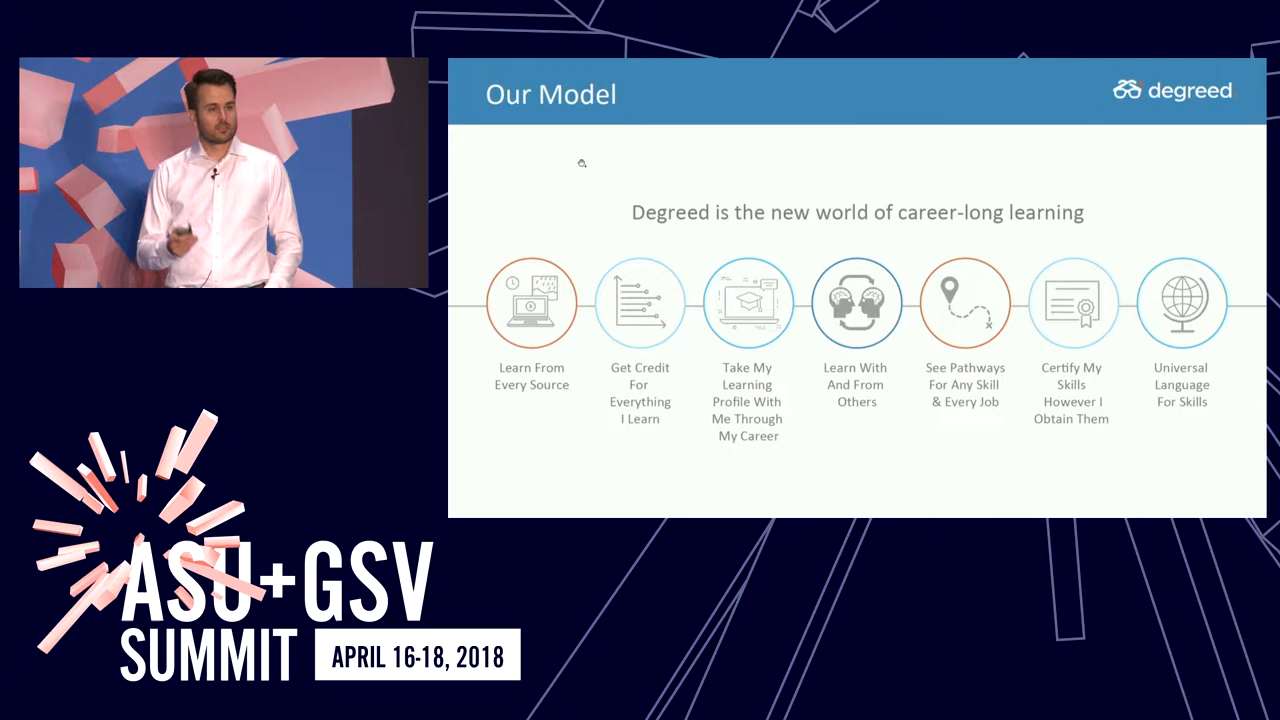 Our Model
degreed
Degreed is the new world of career-long learning
Learn From
Every Source
Get Credit
For
Everything
I Learn
Take My
Learning
Profile With
Me Through
My Career
Learn With
And From
Others
See Pathways
For Any Skill
& Every Job
Certify My
Skills
However I
Obtain Them
Universal
Language
For Skills
ASU+GSV
SUMMIT
APRIL 16-18, 2018